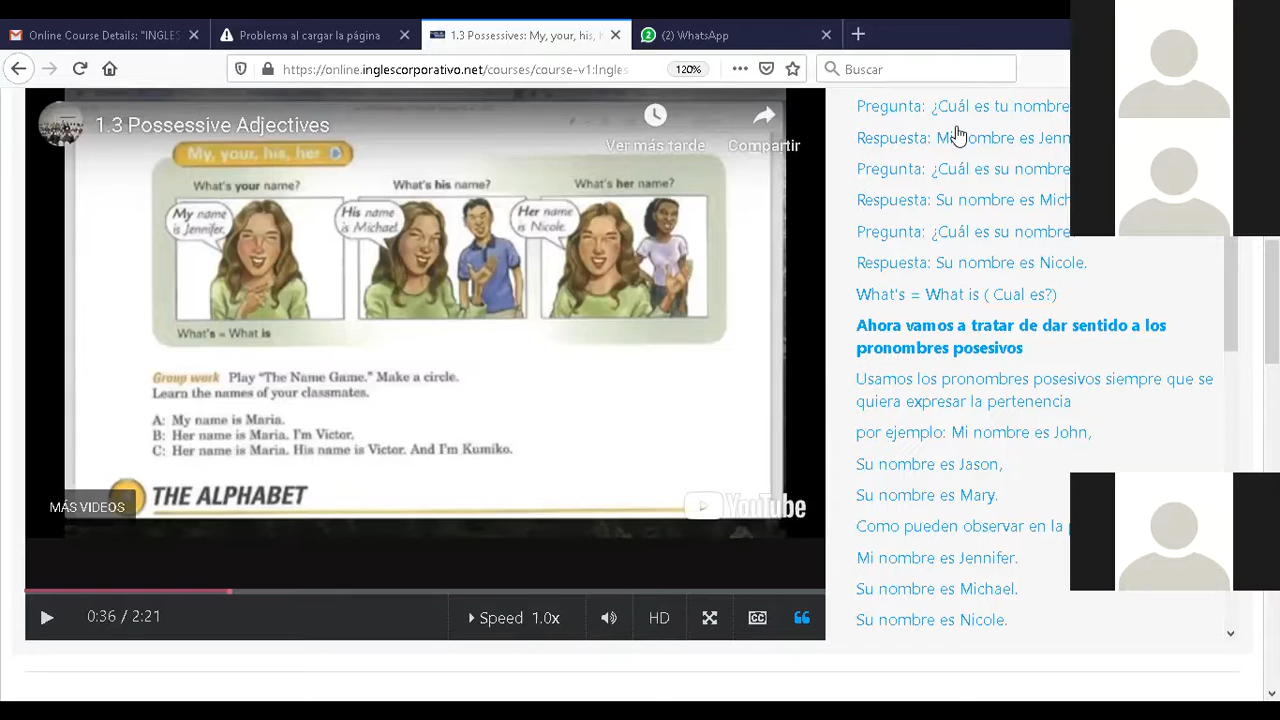 Online Course Details: "INGLES
Problema al cargar la página
1.3 Possessives: My, your, his, h
(2) WhatsApp
https://online.inglescorporativo.net/courses/course-v1:Ingles
120%
Buscar
1.3 Possessive Adjectives
Ver más tarde
Compartir
My, your, his, her
What's your name?
What's his name?
What's her name?
My name
is Jennifer.
His name
is Michael.
Her name
is Nicole.
What's = What is
Group work Play "The Name Game." Make a circle.
Learn the names of your classmates.
A: My name is Maria.
B: Her name is Maria. I'm Victor.
C: Her name is Maria. His name is Victor. And I'm Kumiko.
THE ALPHABET
MÁS VIDEOS
YouTube
0:36 / 2:21
Speed 1.0x
HD
CC
Pregunta: ¿Cuál es tu nombre
Respuesta: Mi nombre es Jenn
Pregunta: ¿Cuál es su nombre
Respuesta: Su nombre es Mich
Pregunta: ¿Cuál es su nombre
Respuesta: Su nombre es Nicole.
What's = What is ( Cual es?)
Ahora vamos a tratar de dar sentido a los
pronombres posesivos
Usamos los pronombres posesivos siempre que se
quiera expresar la pertenencia
por ejemplo: Mi nombre es John,
Su nombre es Jason,
Su nombre es Mary.
Como pueden observar en la
Mi nombre es Jennifer.
Su nombre es Michael.
Su nombre es Nicole.